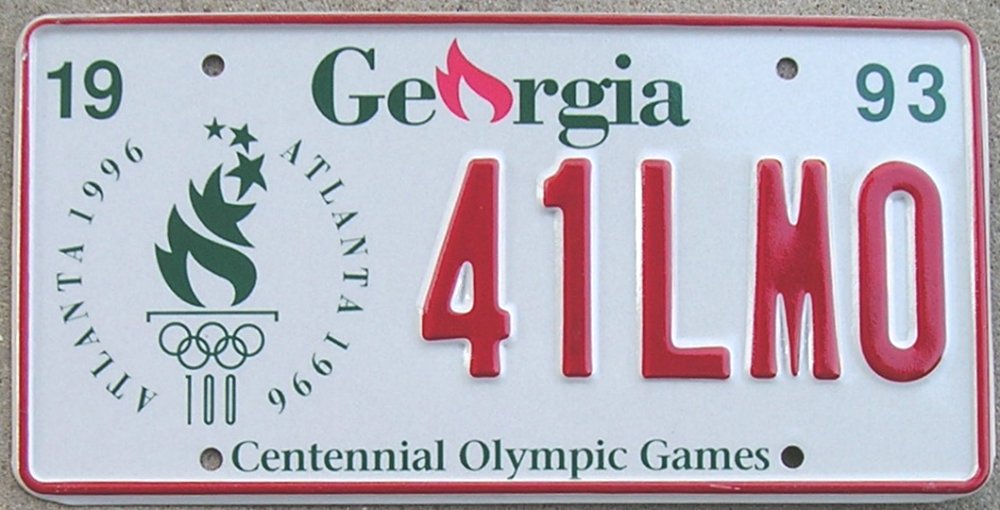 19 Georgia 93
ATLANTA 1996 ATLANTA 1996
41LMO
100
Centennial Olympic Games